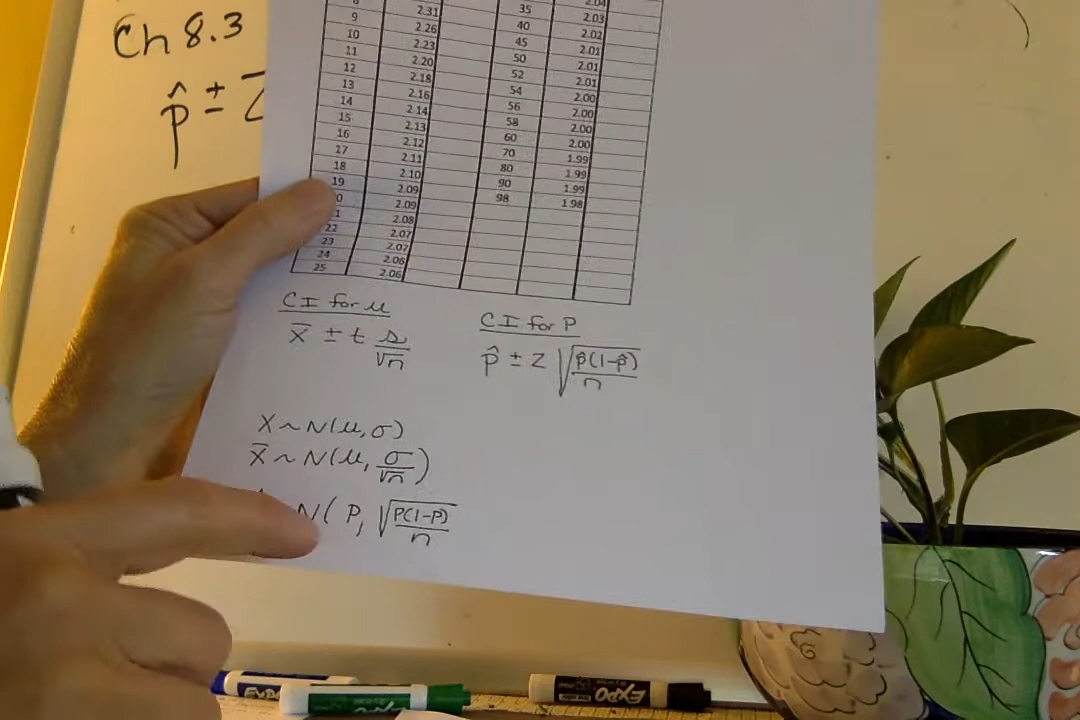 Ch 8.3
p̂ ±
8 2.31 35 2.04
9 2.26 40 2.03
10 2.23 45 2.02
11 2.20 50 2.01
12 2.18 52 2.01
13 2.16 54 2.01
14 2.14 56 2.00
15 2.13 58 2.00
16 2.12 60 2.00
17 2.11 70 2.00
18 2.10 80 1.99
19 2.09 90 1.99
0 2.09 98 1.99
1 2.08 1.98
22 2.07
23 2.07
24 2.06
25 2.06
CI for μ CI for P
x̄ ± t s/√n p̂ ± z √(p̂(1-p̂)/n)
X ~ N(μ, σ)
X̄ ~ N(μ, σ/√n)
N(P, √(P(1-P)/n)
EXPO